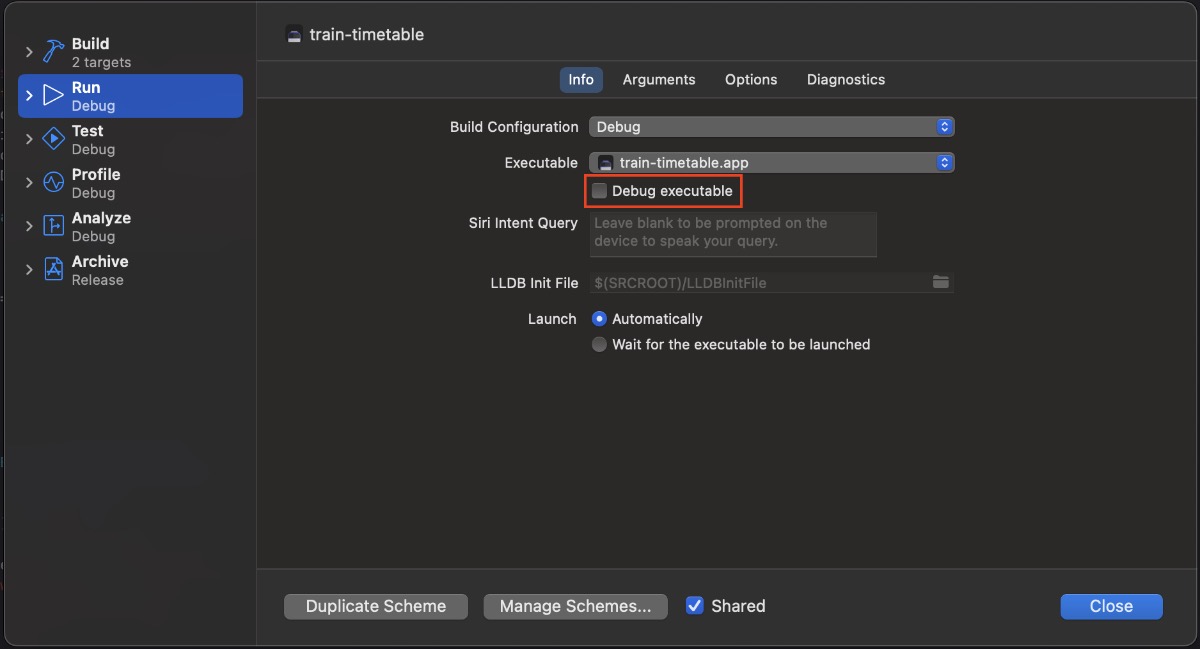 Build
2 targets
Run
Debug
Test
Debug
Profile
Debug
Analyze
Debug
Archive
Release
train-timetable
Info Arguments Options Diagnostics
Build Configuration Debug
Executable train-timetable.app
Debug executable
Siri Intent Query Leave blank to be prompted on the
device to speak your query.
LLDB Init File $(SRCROOT)/LLDBInitFile
Launch Automatically
Wait for the executable to be launched
Duplicate Scheme Manage Schemes... Shared Close